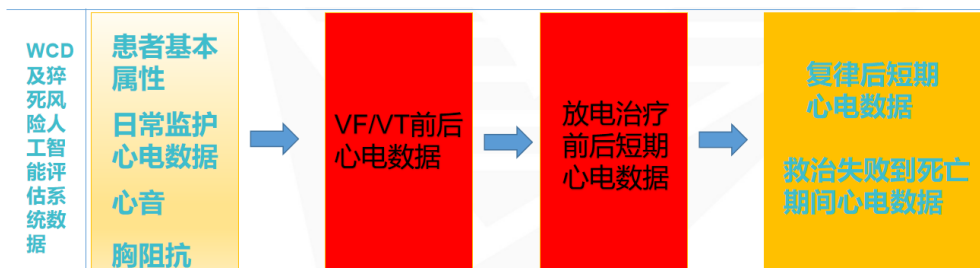 WCD
及猝
死风
险人
工智
能评
估系
统数
据
患者基本
属性
日常监护
心电数据
心音
胸阻抗
VF/VT前后
心电数据
放电治疗
前后短期
心电数据
复律后短期
心电数据
救治失败到死亡
期间心电数据